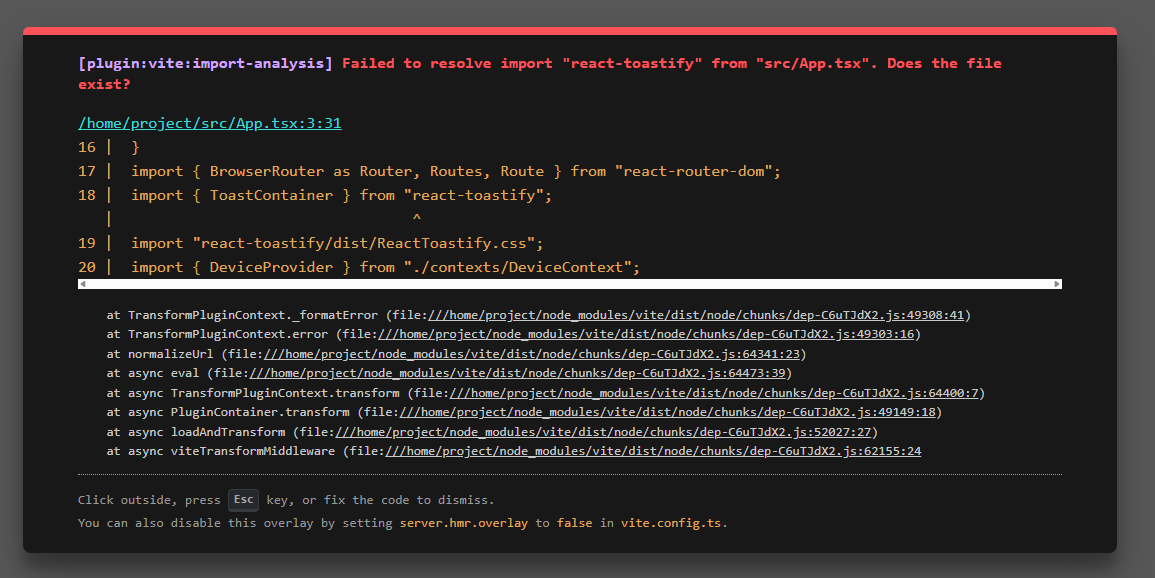 [plugin:vite:import-analysis] Failed to resolve import "react-toastify" from "src/App.tsx". Does the file
exist?
/home/project/src/App.tsx:3:31
16 |  }
17 |  import { BrowserRouter as Router, Routes, Route } from "react-router-dom";
18 |  import { ToastContainer } from "react-toastify";
   |                                  ^
19 |  import "react-toastify/dist/ReactToastify.css";
20 |  import { DeviceProvider } from "./contexts/DeviceContext";
at TransformPluginContext._formatError (file:///home/project/node_modules/vite/dist/node/chunks/dep-C6uTJdX2.js:49308:41)
at TransformPluginContext.error (file:///home/project/node_modules/vite/dist/node/chunks/dep-C6uTJdX2.js:49303:16)
at normalizeUrl (file:///home/project/node_modules/vite/dist/node/chunks/dep-C6uTJdX2.js:64341:23)
at async eval (file:///home/project/node_modules/vite/dist/node/chunks/dep-C6uTJdX2.js:64473:39)
at async TransformPluginContext.transform (file:///home/project/node_modules/vite/dist/node/chunks/dep-C6uTJdX2.js:64400:7)
at async PluginContainer.transform (file:///home/project/node_modules/vite/dist/node/chunks/dep-C6uTJdX2.js:49149:18)
at async loadAndTransform (file:///home/project/node_modules/vite/dist/node/chunks/dep-C6uTJdX2.js:52027:27)
at async viteTransformMiddleware (file:///home/project/node_modules/vite/dist/node/chunks/dep-C6uTJdX2.js:62155:24
Click outside, press Esc key, or fix the code to dismiss.
You can also disable this overlay by setting server.hmr.overlay to false in vite.config.ts.